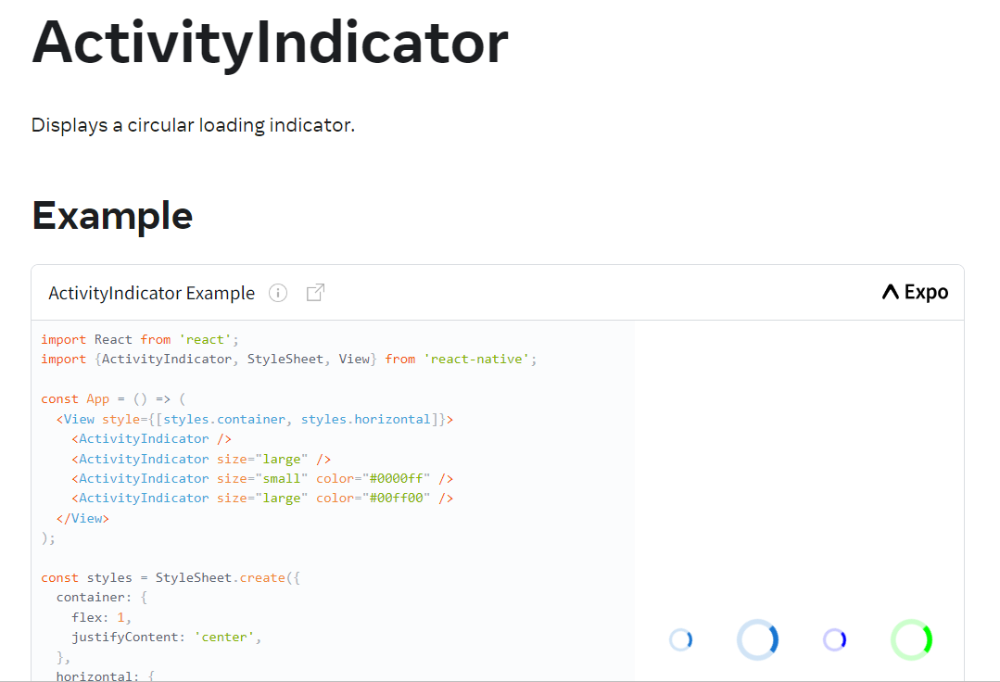 ActivityIndicator
Displays a circular loading indicator.
Example
ActivityIndicator Example
Expo
import React from 'react';
import {ActivityIndicator, StyleSheet, View} from 'react-native';
const App = () => (
<View style={[styles.container, styles.horizontal]}>
<ActivityIndicator />
<ActivityIndicator size="large" />
<ActivityIndicator size="small" color="#0000ff" />
<ActivityIndicator size="large" color="#00ff00" />
</View>
);
const styles = StyleSheet.create({
container: {
flex: 1,
justifyContent: 'center',
},
horizontal: {